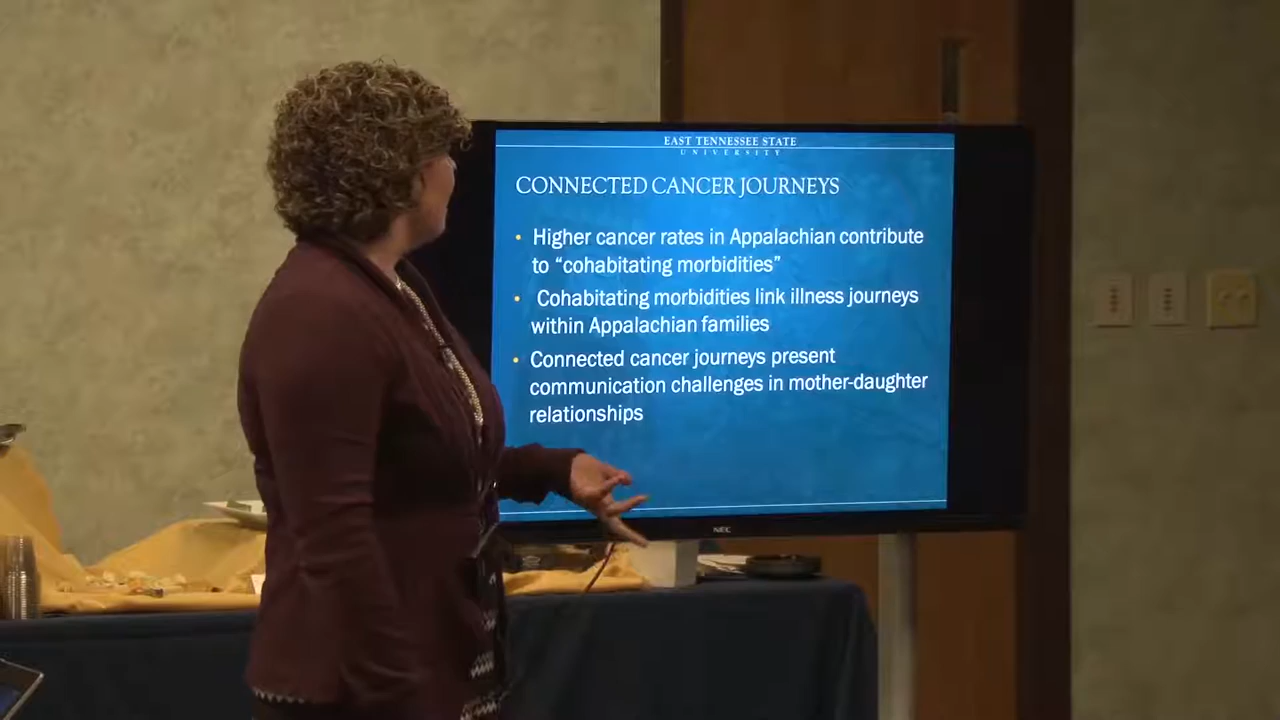 EAST TENNESSEE STATE
UNIVERSITY
CONNECTED CANCER JOURNEYS
• Higher cancer rates in Appalachian contribute
to “cohabitating morbidities”
• Cohabitating morbidities link illness journeys
within Appalachian families
• Connected cancer journeys present
communication challenges in mother-daughter
relationships
NEC